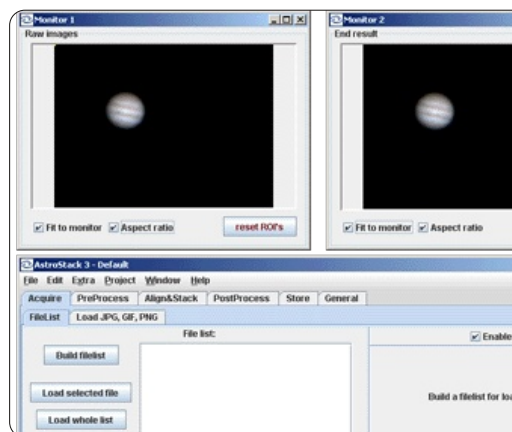 Monitor 1
Raw images
Fit to monitor Aspect ratio reset ROI's
Monitor 2
End result
Fit to monitor Aspect ratio
AstroStack 3 - Default
File Edit Extra Project Window Help
Acquire PreProcess Align&Stack PostProcess Store General
FileList Load JPG, GIF, PNG
File list:
Build filelist
Load selected file
Load whole list
Enable
Build a filelist for loa